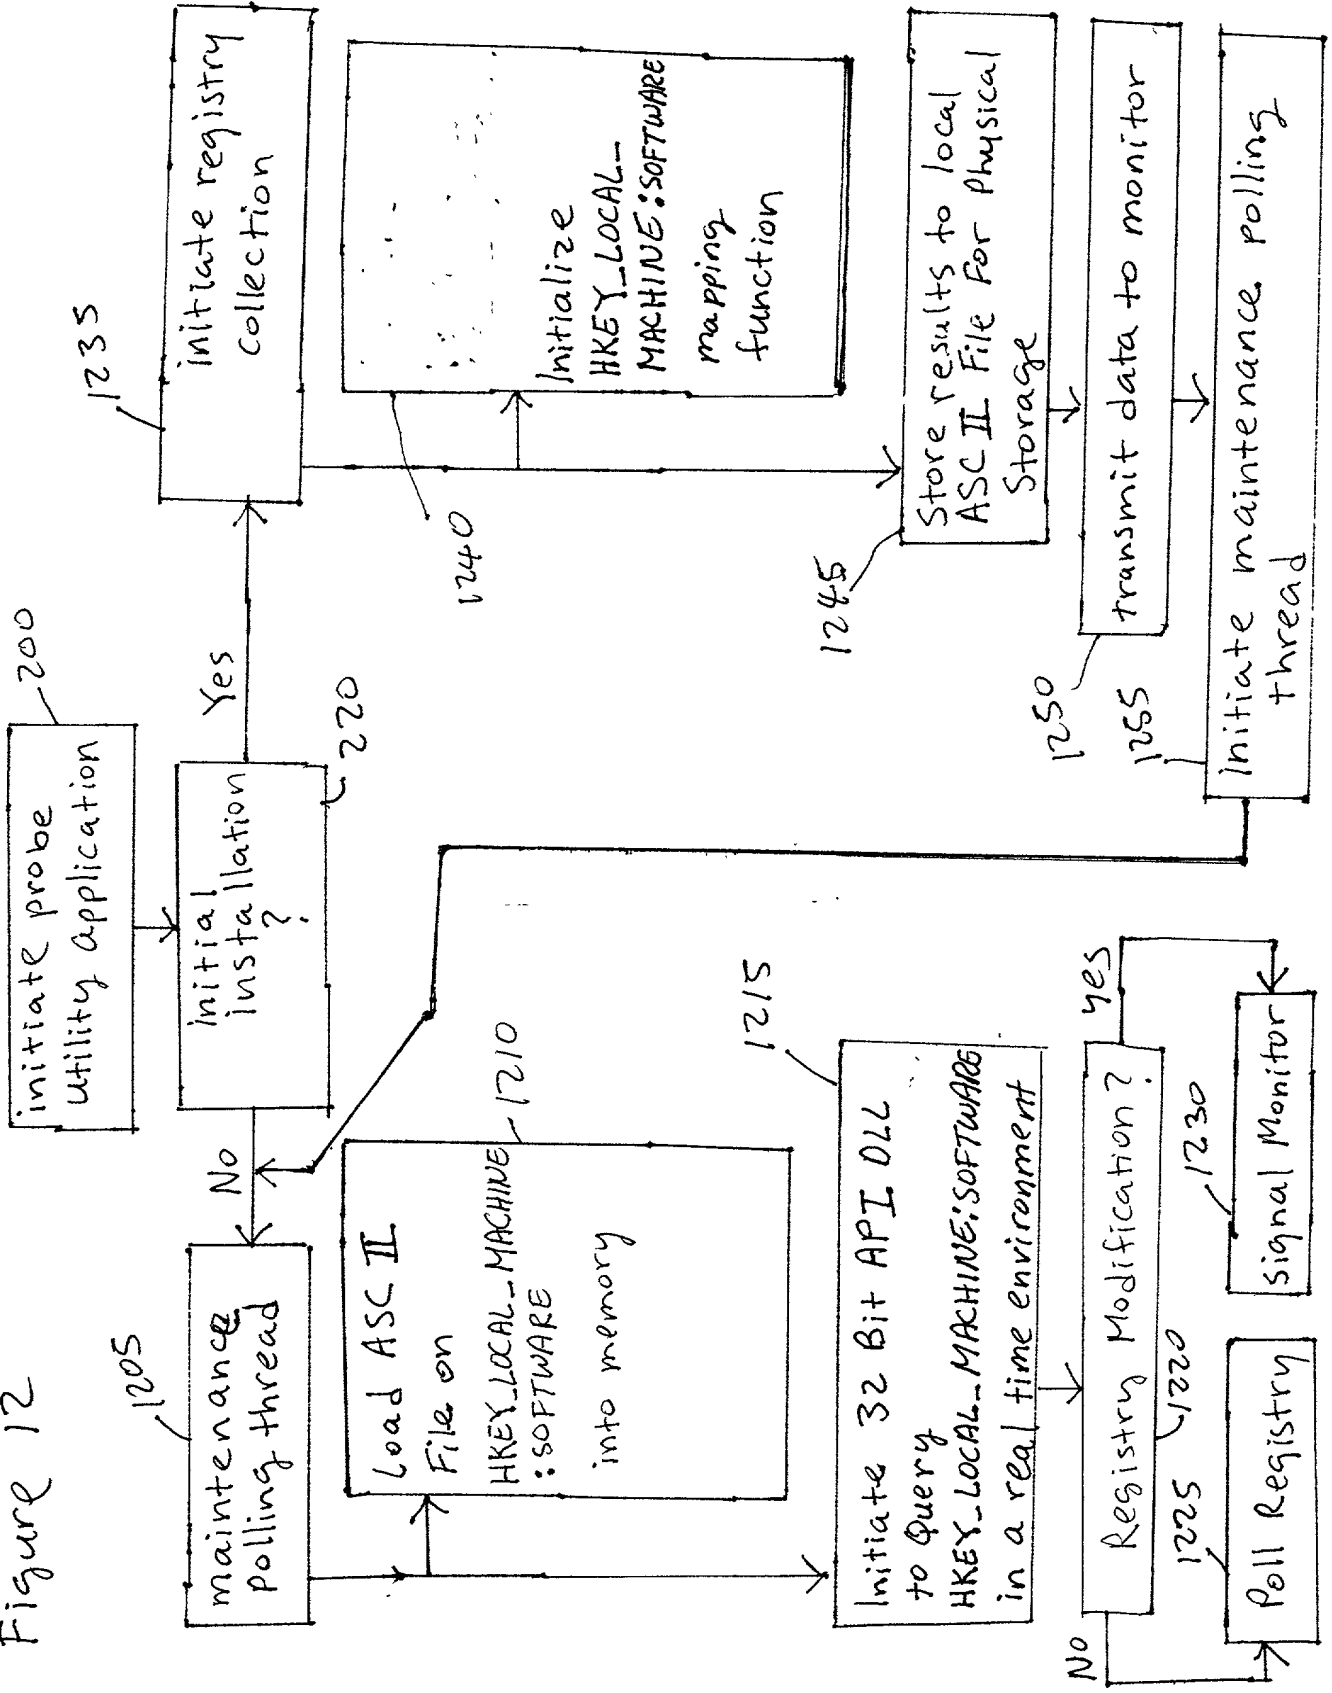 Figure 12
initiate probe
Utility application
200
initial
installation
?
220
No
Yes
maintenance
polling thread
1205
Load ASC II
File on
HKEY_LOCAL_MACHINE
:SOFTWARE
into memory
1210
Initiate 32 Bit API DLL
to Query
HKEY_LOCAL_MACHINE:SOFTWARE
in a real time environment
1215
Registry Modification?
1220
No
yes
Poll Registry
1225
signal Monitor
1230
initiate registry
collection
1235
Initialize
HKEY_LOCAL_
MACHINE:SOFTWARE
mapping
function
1240
Store results to local
ASC II File For Physical
Storage
1245
transmit data to monitor
1250
initiate maintenance polling
thread
1255